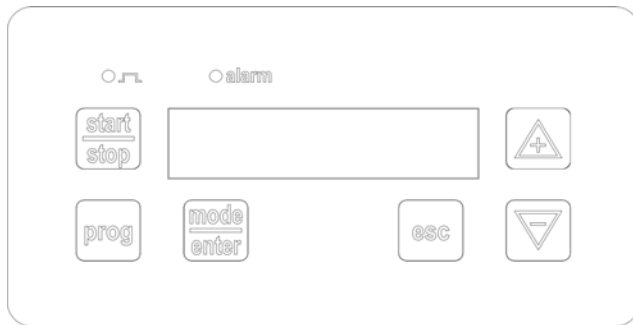 alarm
start
stop
+
prog
mode
enter
esc
-